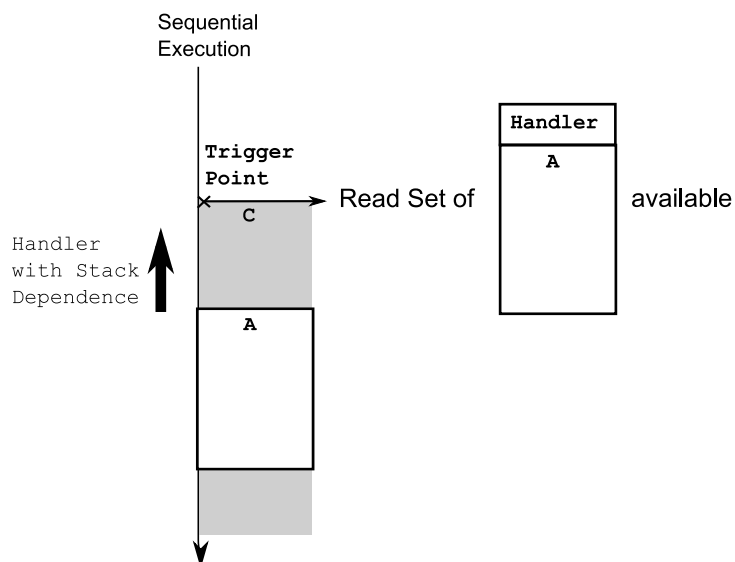 Sequential
Execution
Trigger
Point
C
Read Set of
Handler
A
available
Handler
with Stack
Dependence
A